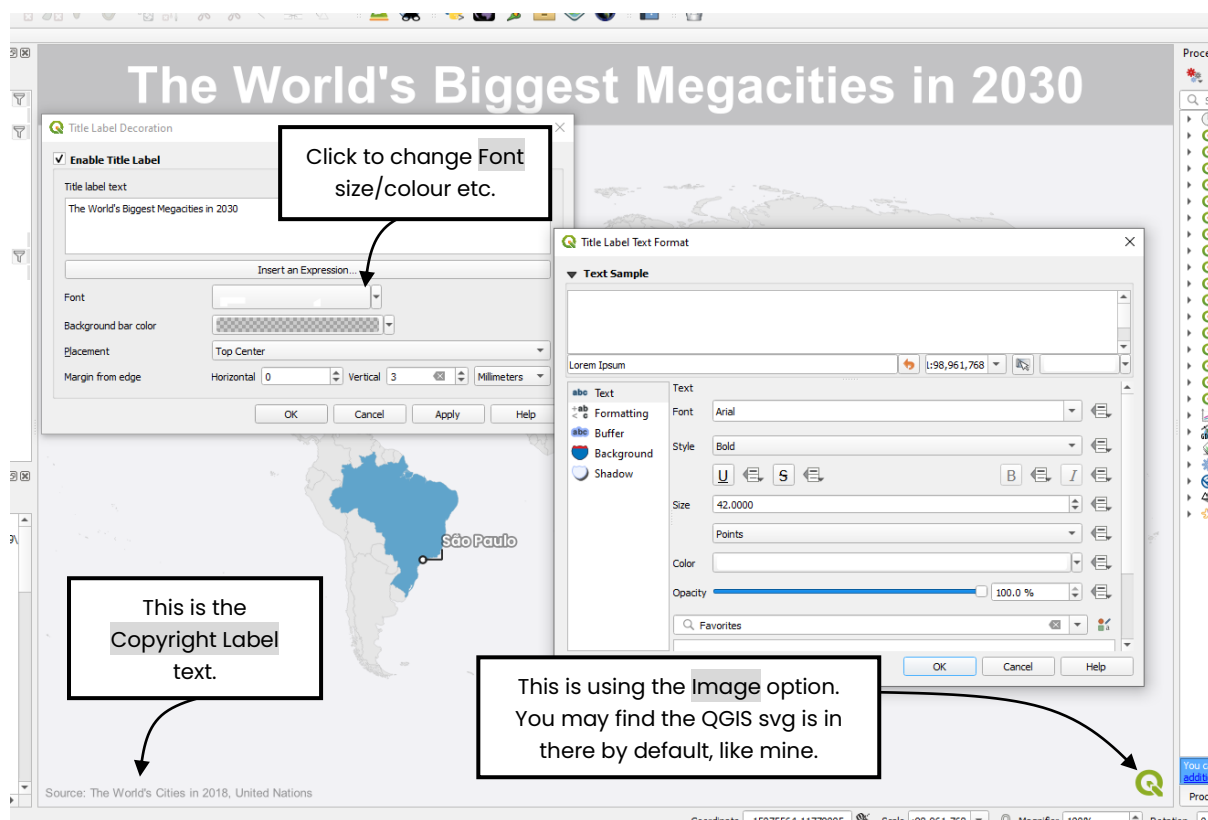 Proce
The World's Biggest Megacities in 2030
Title Label Decoration
Enable Title Label
Title label text
The World's Biggest Megacities in 2030
Insert an Expression...
Font
Background bar color
Placement
Top Center
Margin from edge
Horizontal 0
Vertical 3
Millimeters
OK
Cancel
Apply
Help
Click to change Font
size/colour etc.
Title Label Text Format
Text Sample
Lorem Ipsum
1:98,961,768
abc Text
Formatting
abc Buffer
Background
Shadow
Text
Font
Arial
Style
Bold
U
S
B
I
Size
42.0000
Points
Color
Opacity
100.0 %
Favorites
OK
Cancel
Help
São Paulo
This is the
Copyright Label
text.
This is using the Image option.
You may find the QGIS svg is in
there by default, like mine.
Source: The World's Cities in 2018, United Nations
You c
additi
Proc